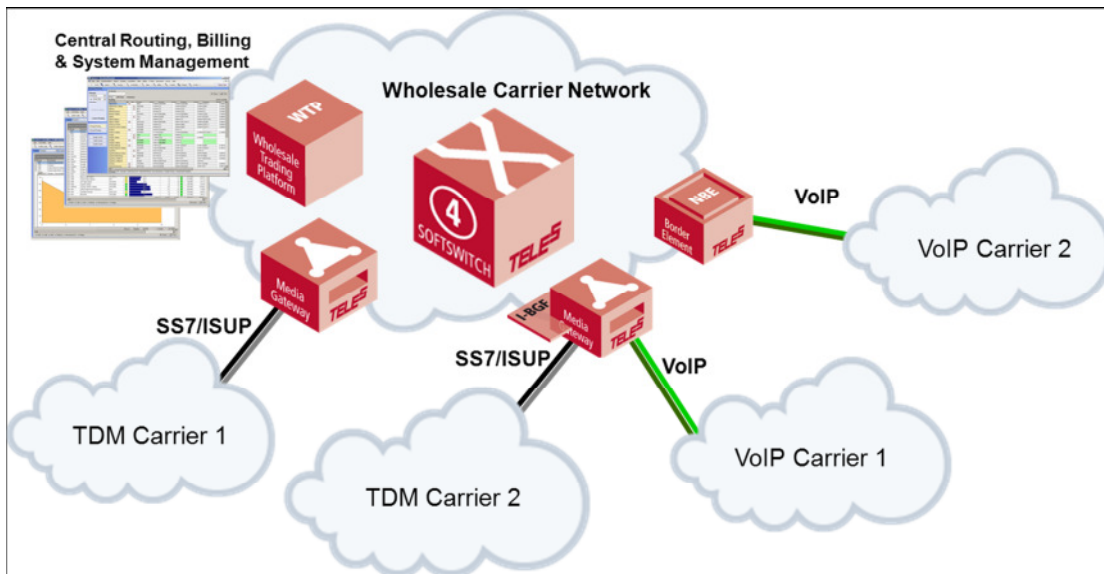 Central Routing, Billing
& System Management
Wholesale Carrier Network
WTP
Wholesale
Trading
Platform
4
SOFTSWITCH
TELES
NBE
Border
Element
TELES
VoIP
VoIP Carrier 2
Media
Gateway
TELES
I-BGF
Media
Gateway
TELES
SS7/ISUP
SS7/ISUP
VoIP
TDM Carrier 1
TDM Carrier 2
VoIP Carrier 1